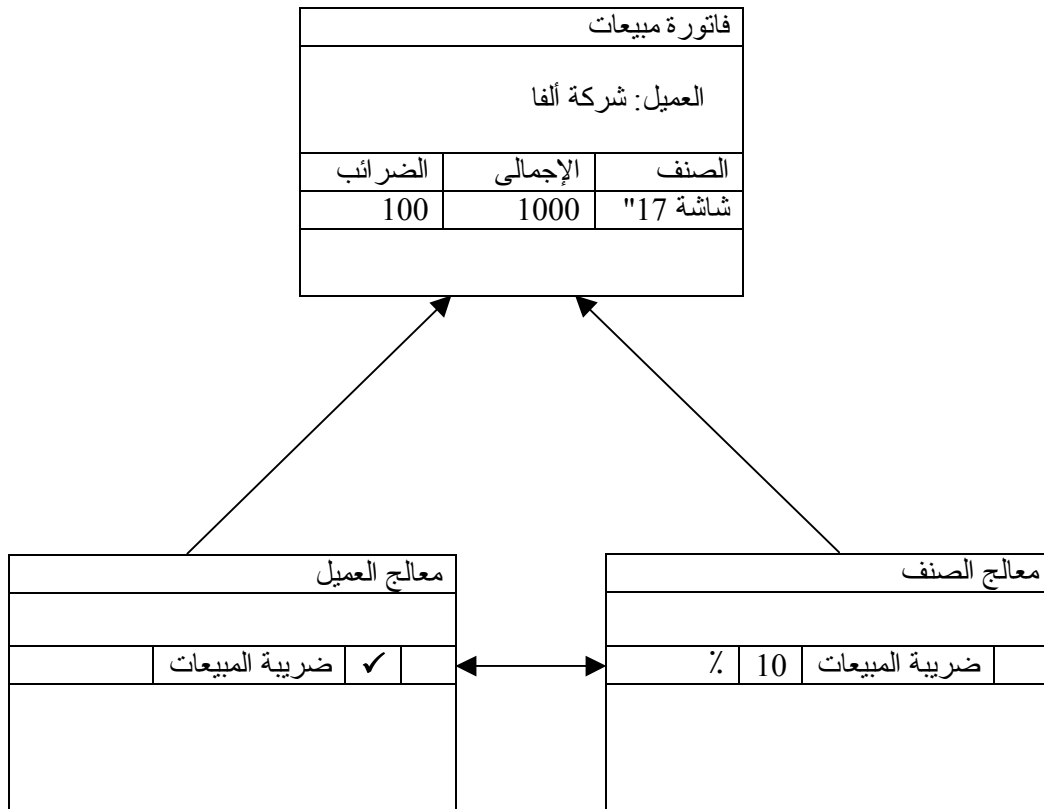 فاتورة مبيعات
العميل: شركة ألفا
الصنف الإجمالى الضرائب
شاشة 17" 1000 100
معالج الصنف
ضريبة المبيعات 10 ٪
معالج العميل
✓ ضريبة المبيعات